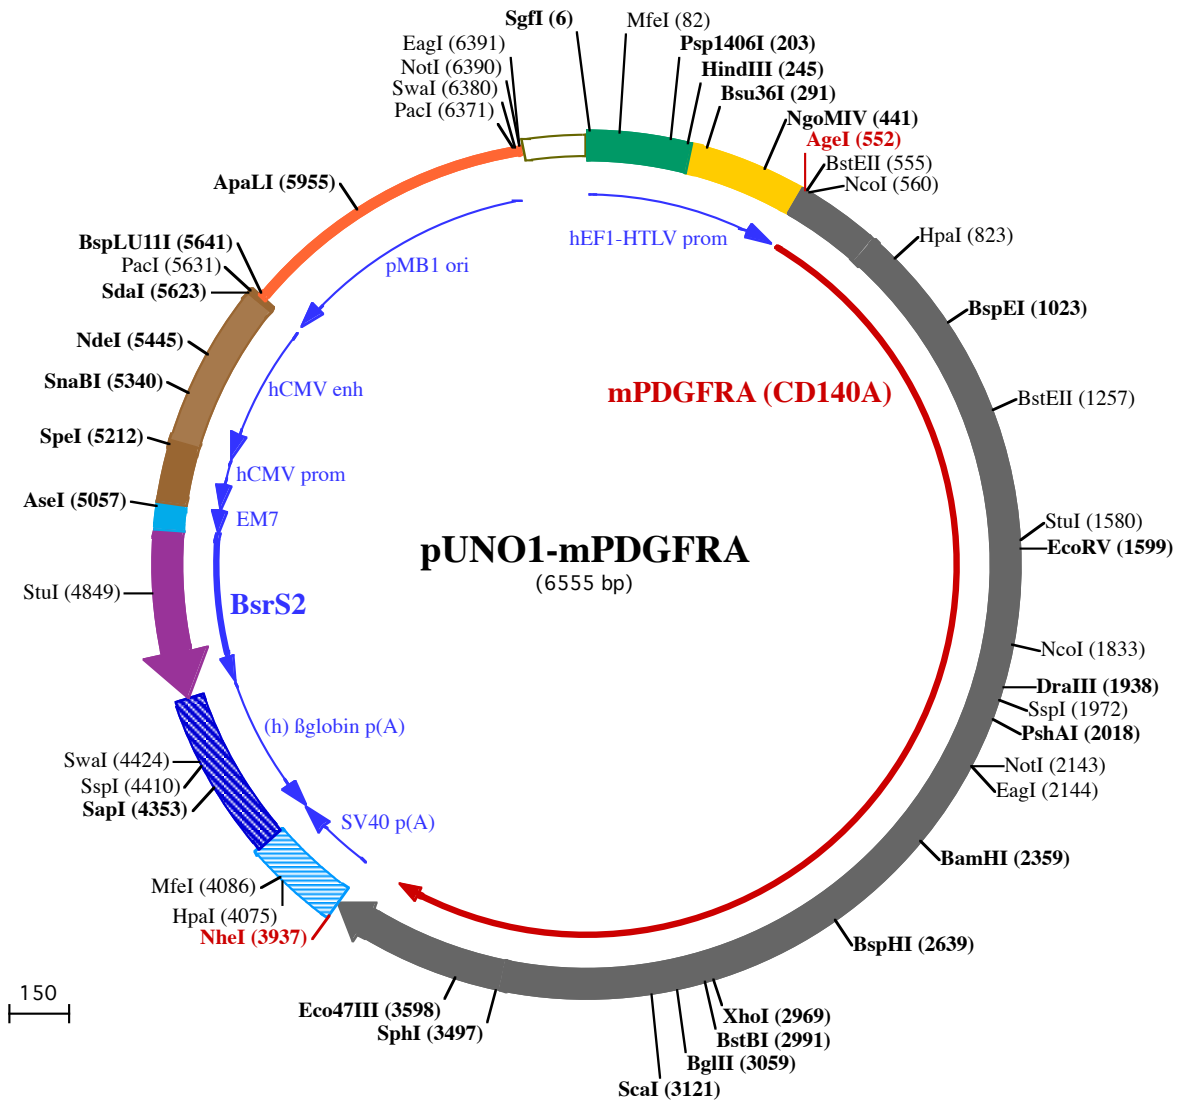 SgfI (6)
MfeI (82)
Psp1406I (203)
HindIII (245)
Bsu36I (291)
NgoMIV (441)
AgeI (552)
BstEII (555)
NcoI (560)
HpaI (823)
BspEI (1023)
BstEII (1257)
StuI (1580)
EcoRV (1599)
NcoI (1833)
DraIII (1938)
SspI (1972)
PshAI (2018)
NotI (2143)
EagI (2144)
BamHI (2359)
BspHI (2639)
XhoI (2969)
BstBI (2991)
BglII (3059)
ScaI (3121)
SphI (3497)
Eco47III (3598)
NheI (3937)
HpaI (4075)
MfeI (4086)
SapI (4353)
SspI (4410)
SwaI (4424)
StuI (4849)
AseI (5057)
SpeI (5212)
SnaBI (5340)
NdeI (5445)
SdaI (5623)
PacI (5631)
BspLU11I (5641)
ApaLI (5955)
PacI (6371)
SwaI (6380)
NotI (6390)
EagI (6391)
hEF1-HTLV prom
mPDGFRA (CD140A)
pMB1 ori
hCMV enh
hCMV prom
EM7
BsrS2
(h) ßglobin p(A)
SV40 p(A)
pUNO1-mPDGFRA
(6555 bp)
150